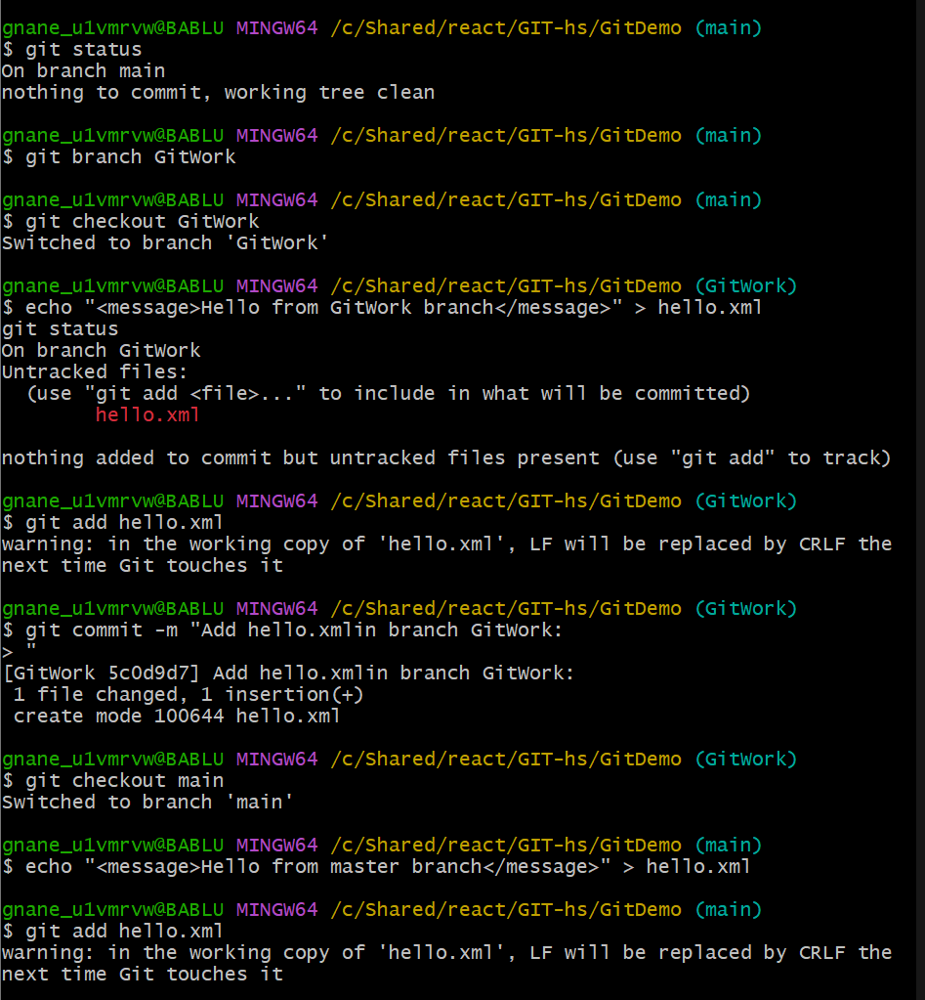 gnane_u1vmrvw@BABLU MINGW64 /c/Shared/react/GIT-hs/GitDemo (main)
$ git status
On branch main
nothing to commit, working tree clean

gnane_u1vmrvw@BABLU MINGW64 /c/Shared/react/GIT-hs/GitDemo (main)
$ git branch GitWork

gnane_u1vmrvw@BABLU MINGW64 /c/Shared/react/GIT-hs/GitDemo (main)
$ git checkout GitWork
Switched to branch 'GitWork'

gnane_u1vmrvw@BABLU MINGW64 /c/Shared/react/GIT-hs/GitDemo (GitWork)
$ echo "<message>Hello from GitWork branch</message>" > hello.xml
git status
On branch GitWork
Untracked files:
  (use "git add <file>..." to include in what will be committed)
        hello.xml

nothing added to commit but untracked files present (use "git add" to track)

gnane_u1vmrvw@BABLU MINGW64 /c/Shared/react/GIT-hs/GitDemo (GitWork)
$ git add hello.xml
warning: in the working copy of 'hello.xml', LF will be replaced by CRLF the
next time Git touches it

gnane_u1vmrvw@BABLU MINGW64 /c/Shared/react/GIT-hs/GitDemo (GitWork)
$ git commit -m "Add hello.xmlin branch GitWork:
> "
[GitWork 5c0d9d7] Add hello.xmlin branch GitWork:
 1 file changed, 1 insertion(+)
 create mode 100644 hello.xml

gnane_u1vmrvw@BABLU MINGW64 /c/Shared/react/GIT-hs/GitDemo (GitWork)
$ git checkout main
Switched to branch 'main'

gnane_u1vmrvw@BABLU MINGW64 /c/Shared/react/GIT-hs/GitDemo (main)
$ echo "<message>Hello from master branch</message>" > hello.xml

gnane_u1vmrvw@BABLU MINGW64 /c/Shared/react/GIT-hs/GitDemo (main)
$ git add hello.xml
warning: in the working copy of 'hello.xml', LF will be replaced by CRLF the
next time Git touches it